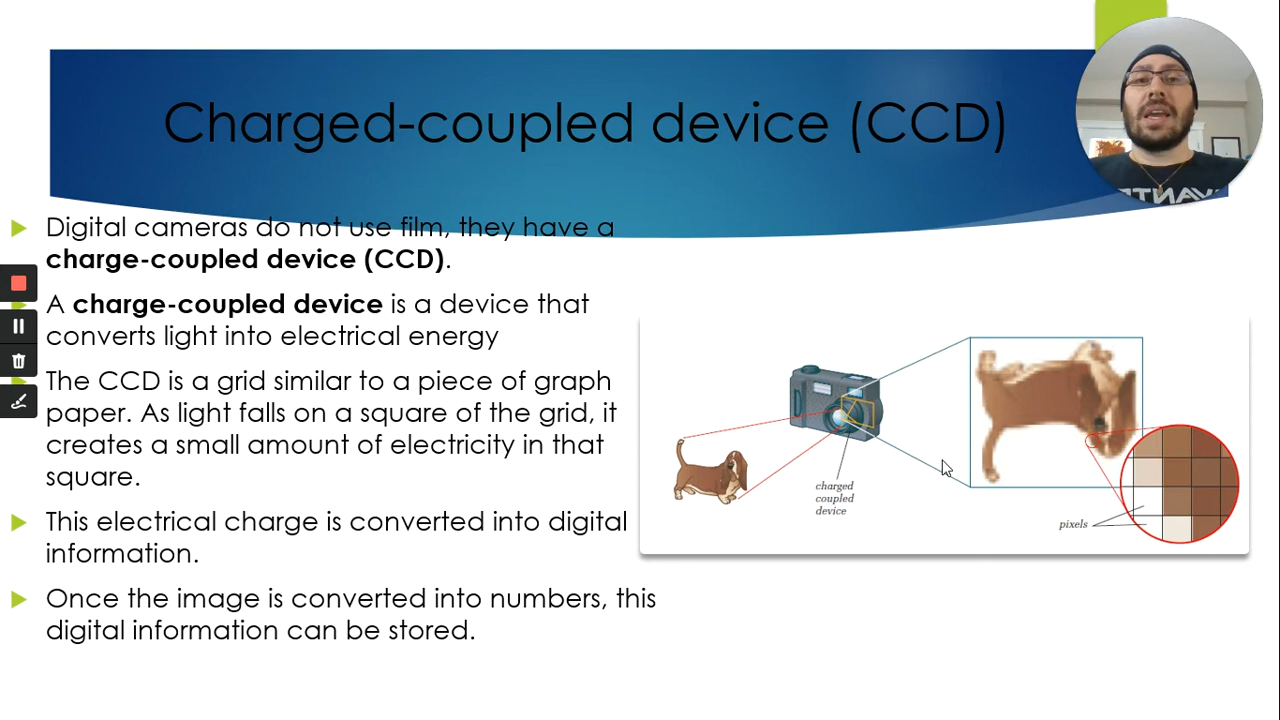 Charged-coupled device (CCD)
Digital cameras do not use film, they have a
charge-coupled device (CCD).
A charge-coupled device is a device that
converts light into electrical energy
The CCD is a grid similar to a piece of graph
paper. As light falls on a square of the grid, it
creates a small amount of electricity in that
square.
This electrical charge is converted into digital
information.
Once the image is converted into numbers, this
digital information can be stored.
charged
coupled
device
pixels